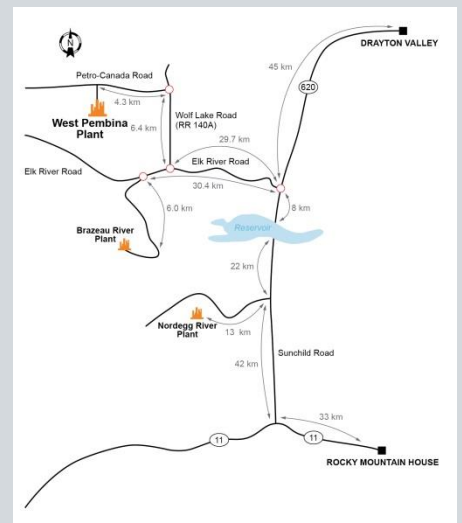 N
DRAYTON VALLEY
45 km
Petro-Canada Road
620
4.3 km
West Pembina
Plant
Wolf Lake Road
(RR 140A)
6.4 km
29.7 km
Elk River Road
Elk River Road
30.4 km
6.0 km
8 km
Reservoir
Brazeau River
Plant
22 km
Nordegg River
Plant
13 km
Sunchild Road
42 km
33 km
11
11
ROCKY MOUNTAIN HOUSE